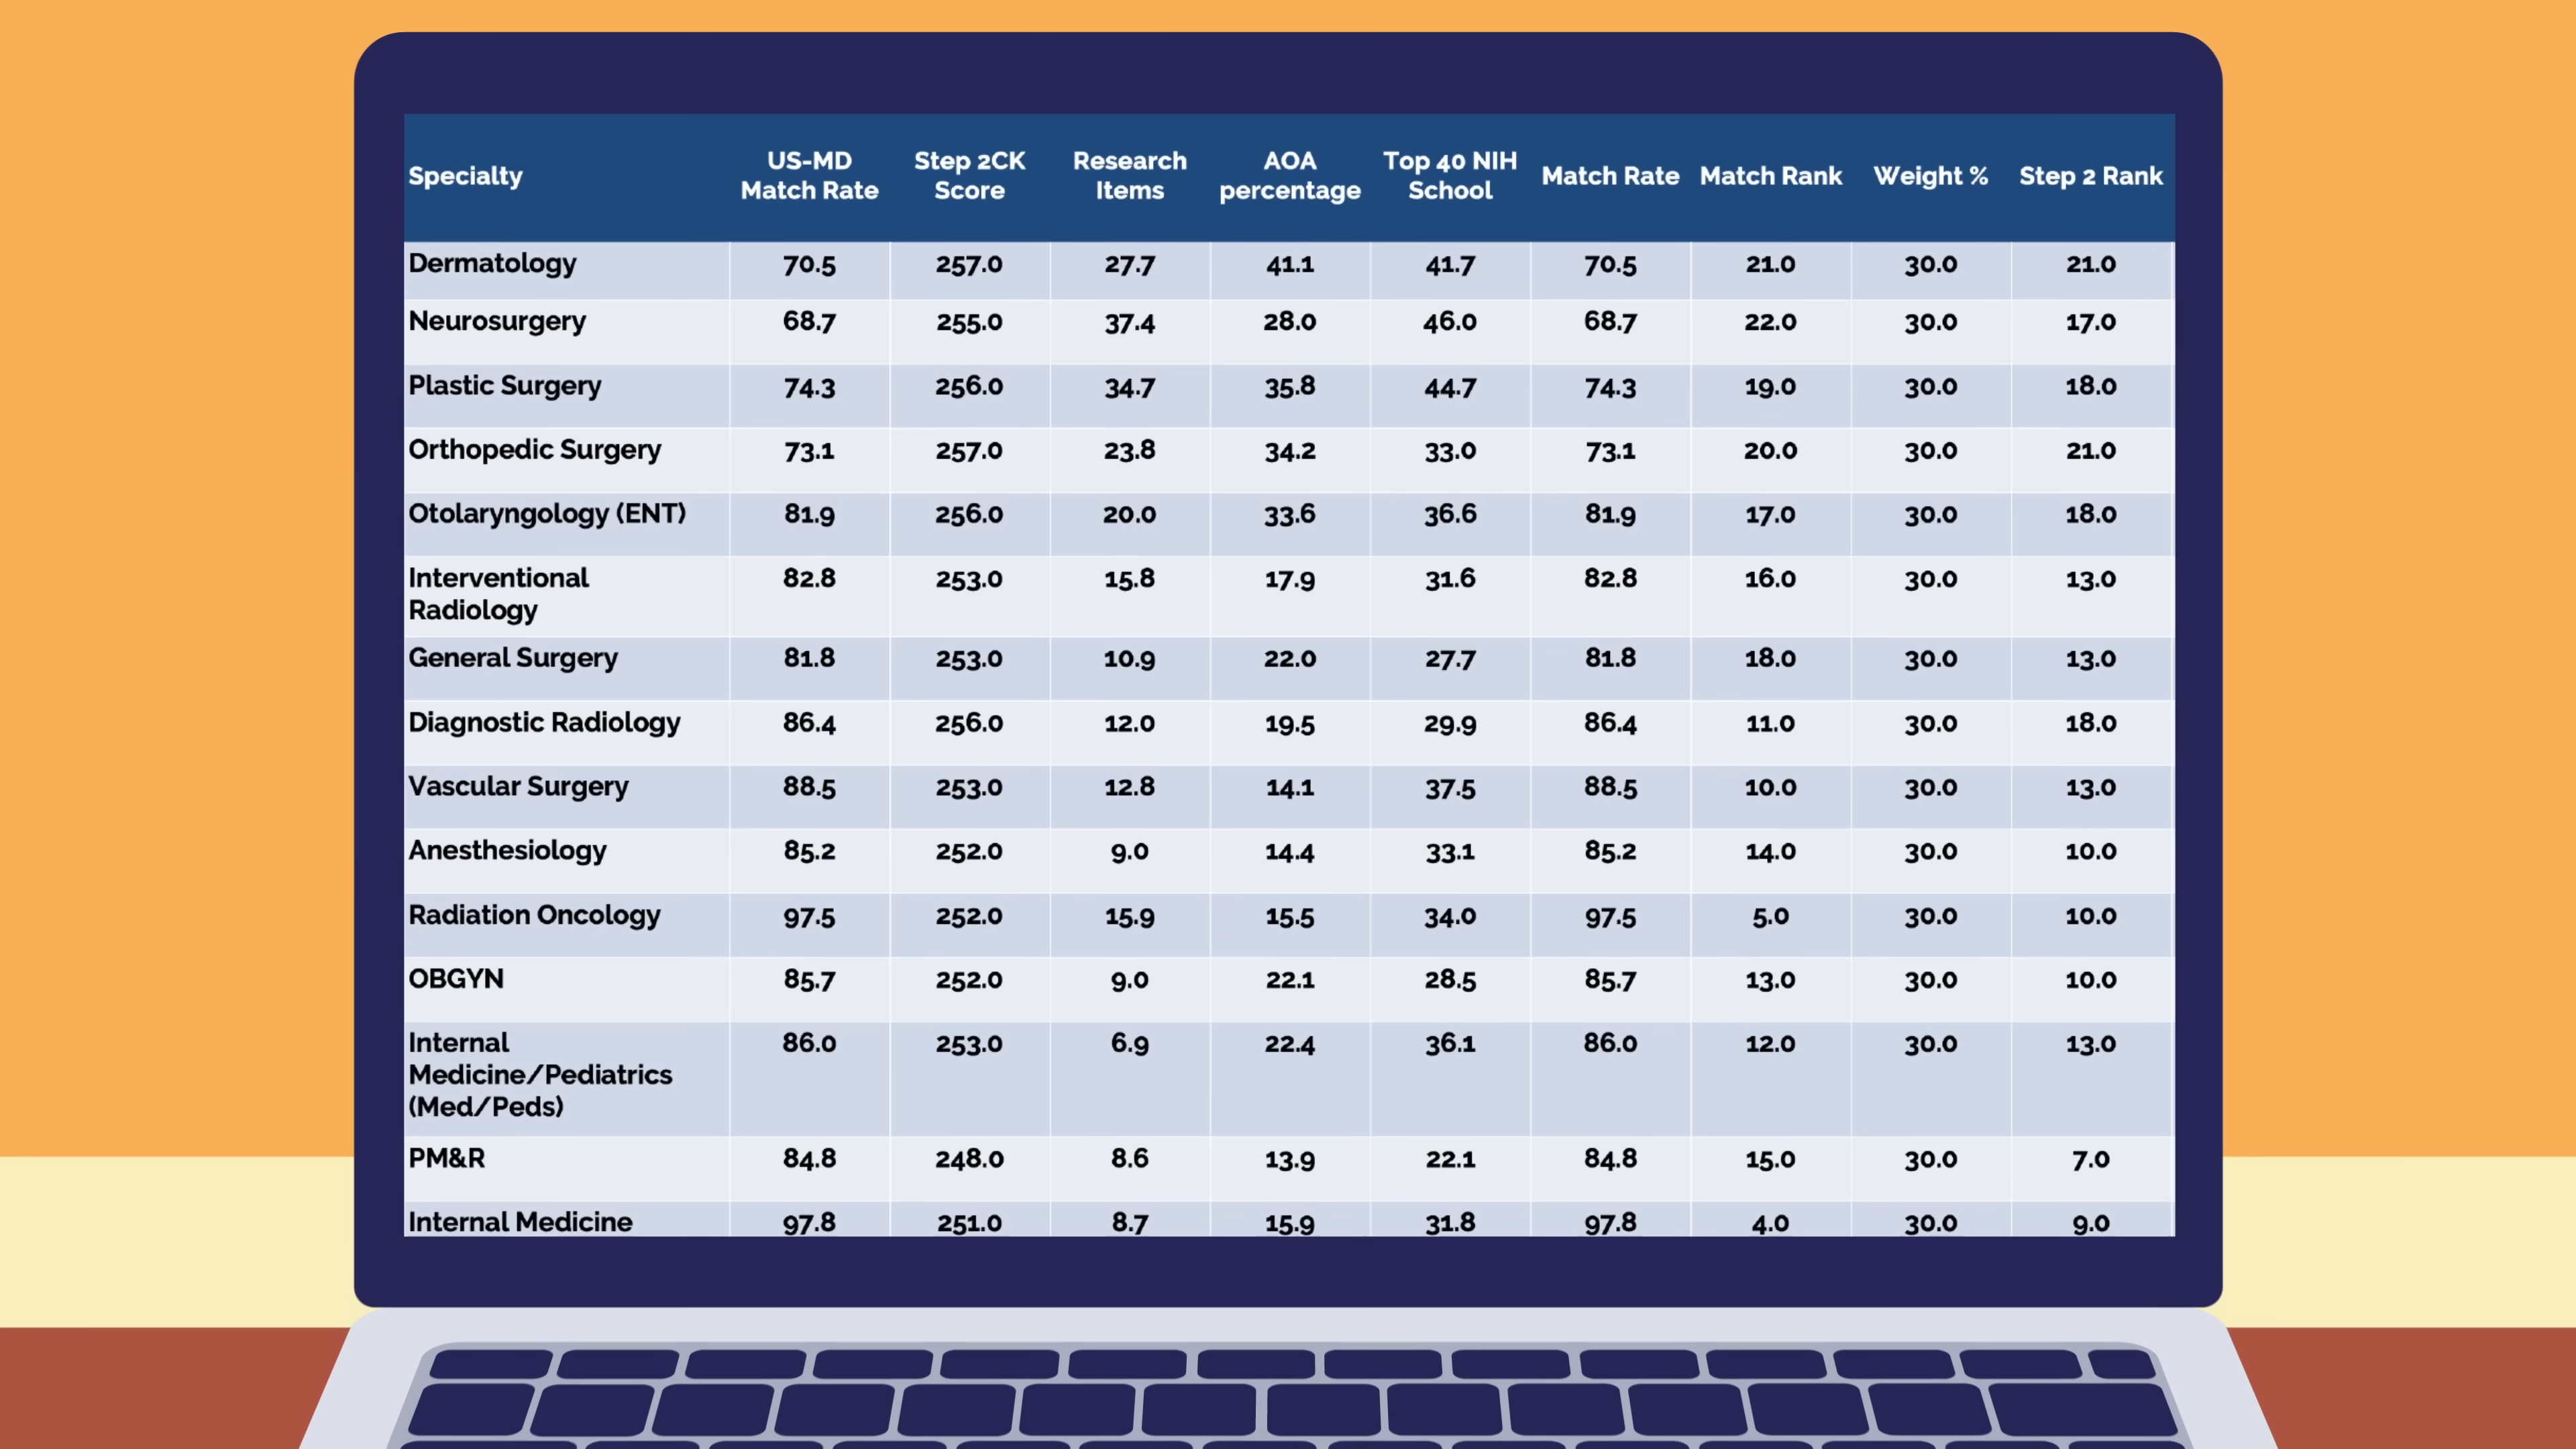 Specialty US-MD Match Rate Step 2CK Score Research Items AOA percentage Top 40 NIH School Match Rate Match Rank Weight % Step 2 Rank
Dermatology 70.5 257.0 27.7 41.1 41.7 70.5 21.0 30.0 21.0
Neurosurgery 68.7 255.0 37.4 28.0 46.0 68.7 22.0 30.0 17.0
Plastic Surgery 74.3 256.0 34.7 35.8 44.7 74.3 19.0 30.0 18.0
Orthopedic Surgery 73.1 257.0 23.8 34.2 33.0 73.1 20.0 30.0 21.0
Otolaryngology (ENT) 81.9 256.0 20.0 33.6 36.6 81.9 17.0 30.0 18.0
Interventional Radiology 82.8 253.0 15.8 17.9 31.6 82.8 16.0 30.0 13.0
General Surgery 81.8 253.0 10.9 22.0 27.7 81.8 18.0 30.0 13.0
Diagnostic Radiology 86.4 256.0 12.0 19.5 29.9 86.4 11.0 30.0 18.0
Vascular Surgery 88.5 253.0 12.8 14.1 37.5 88.5 10.0 30.0 13.0
Anesthesiology 85.2 252.0 9.0 14.4 33.1 85.2 14.0 30.0 10.0
Radiation Oncology 97.5 252.0 15.9 15.5 34.0 97.5 5.0 30.0 10.0
OBGYN 85.7 252.0 9.0 22.1 28.5 85.7 13.0 30.0 10.0
Internal Medicine/Pediatrics (Med/Peds) 86.0 253.0 6.9 22.4 36.1 86.0 12.0 30.0 13.0
PM&R 84.8 248.0 8.6 13.9 22.1 84.8 15.0 30.0 7.0
Internal Medicine 97.8 251.0 8.7 15.9 31.8 97.8 4.0 30.0 9.0